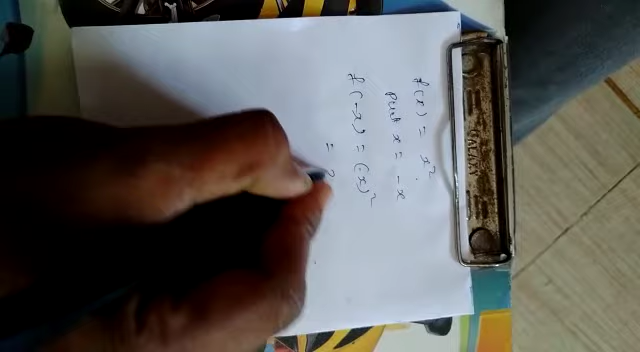 f(x) = x².
Put x = -x
f(-x) = (-x)²
=